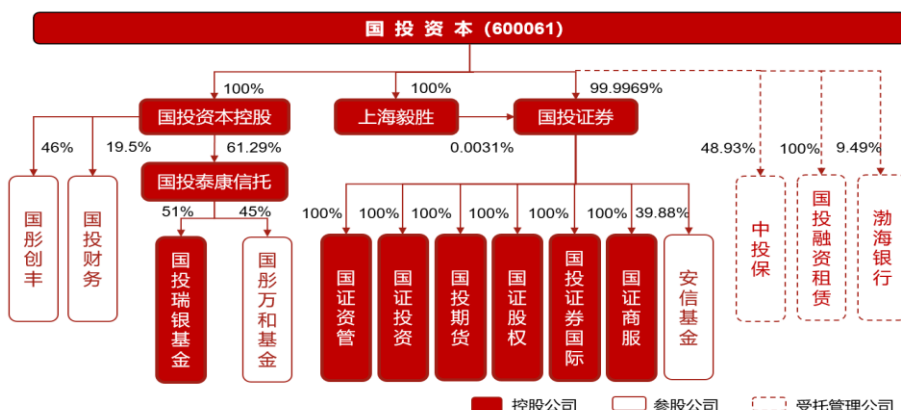 国投资本（600061）
100%
100%
99.9969%
国投资本控股
上海毅胜
国投证券
46%
19.5%
61.29%
0.0031%
48.93%
100%
9.49%
国彤创丰
国投财务
国投泰康信托
中投保
国投融资租赁
渤海银行
51%
45%
100%
100%
100%
100%
100%
100%
39.88%
国投瑞银基金
国彤万和基金
国证资管
国证投资
国投期货
国证股权
国投证券国际
国证商服
安信基金
控股公司
参股公司
受托管理公司